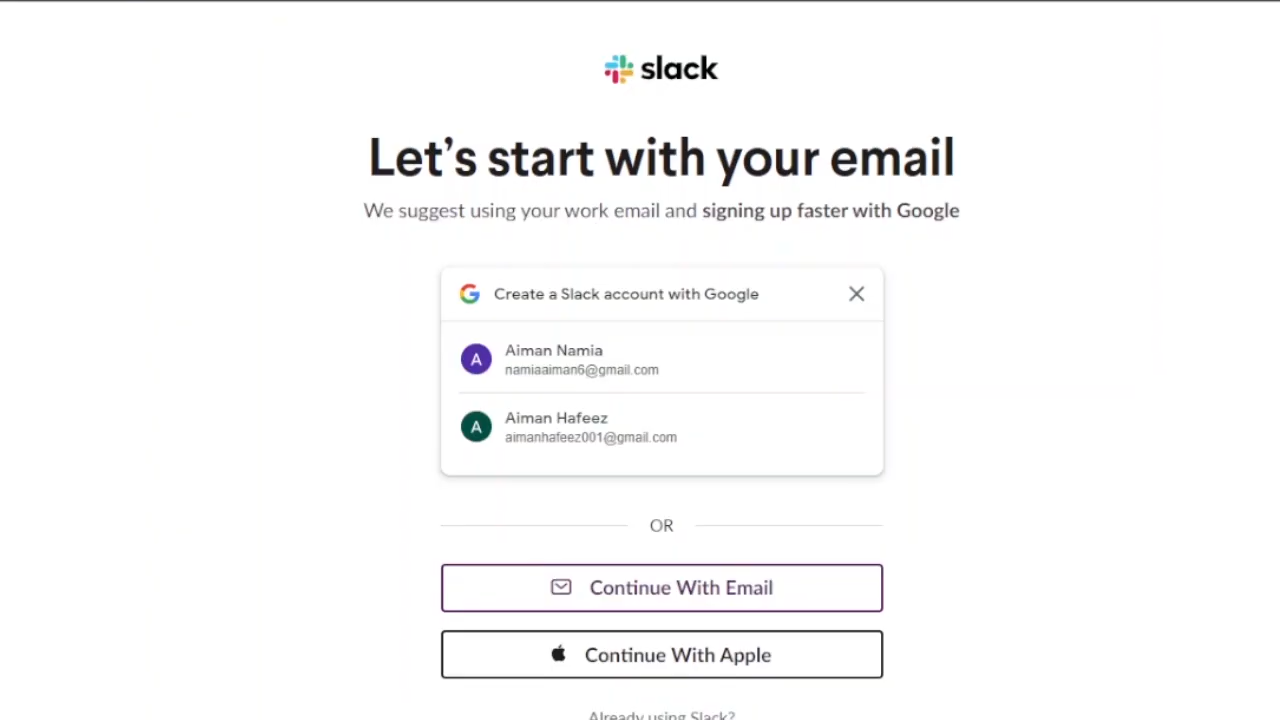 slack
Let's start with your email
We suggest using your work email and signing up faster with Google
Create a Slack account with Google
A
Aiman Namia
namiaaiman6@gmail.com
A
Aiman Hafeez
aimanhafeez001@gmail.com
OR
Continue With Email
Continue With Apple
Already using Slack?